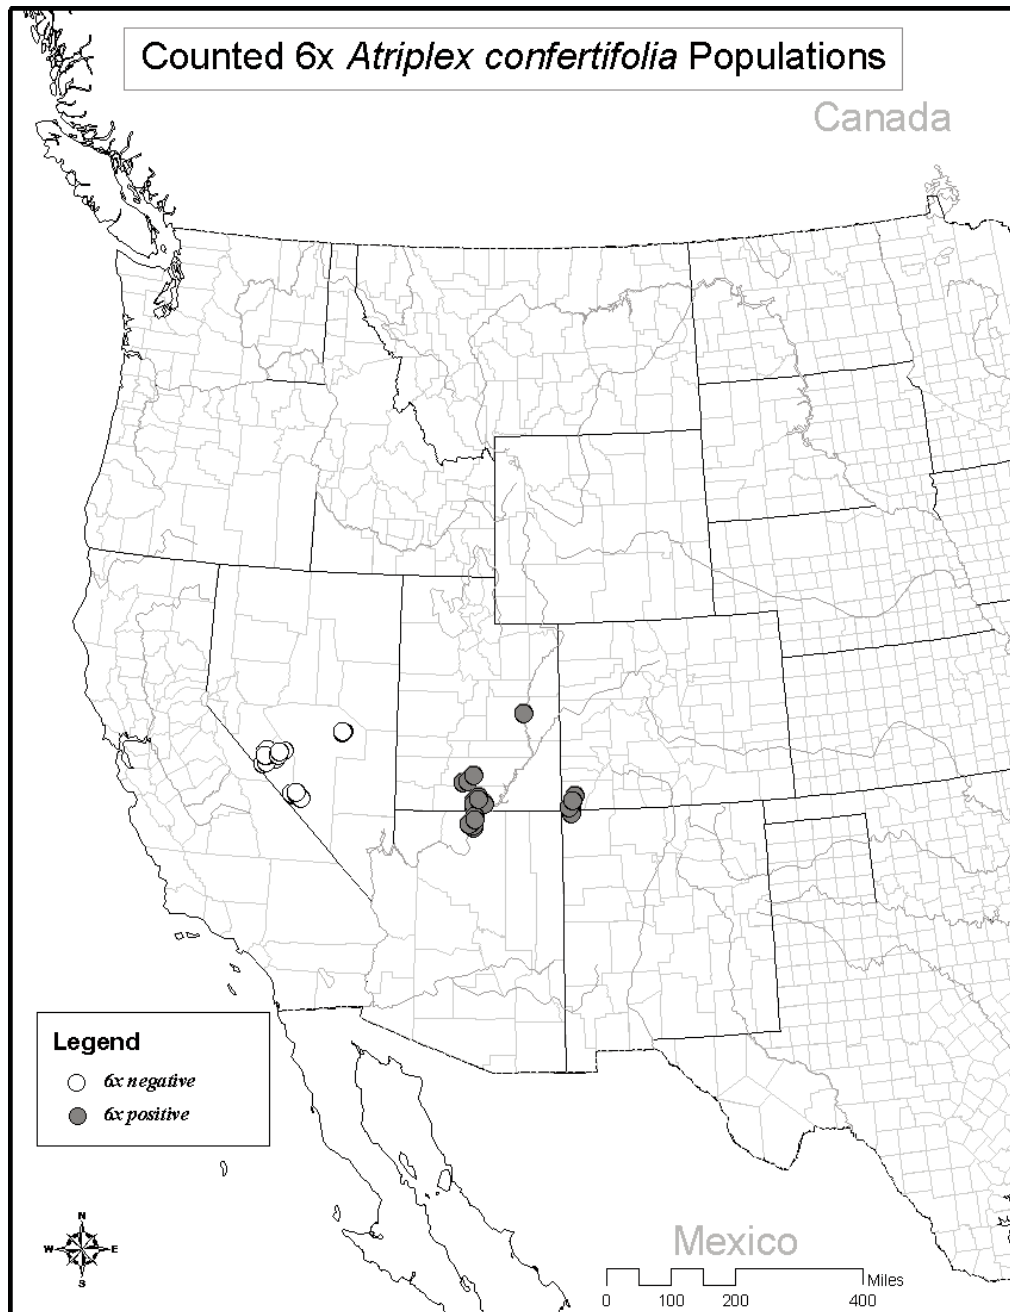 Counted 6x Atriplex confertifolia Populations
Canada
Legend
6x negative
6x positive
N
W E
S
Mexico
Miles
0 100 200 400